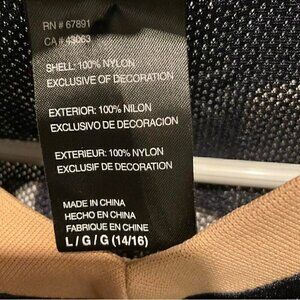 RN # 67891
CA # 43063
SHELL: 100% NYLON
EXCLUSIVE OF DECORATION
EXTERIOR: 100% NILON
EXCLUSIVO DE DECORACION
EXTERIEUR: 100% NYLON
EXCLUSIF DE DECORATION
MADE IN CHINA
HECHO EN CHINA
FABRIQUE EN CHINE
L / G / G (14/16)